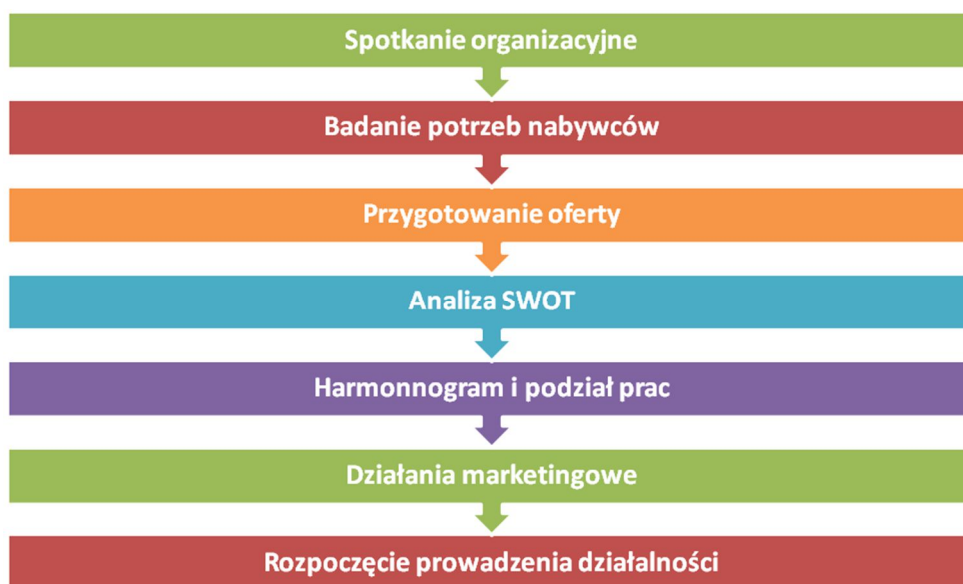 Spotkanie organizacyjne
Badanie potrzeb nabywców
Przygotowanie oferty
Analiza SWOT
Harmonnogram i podział prac
Działania marketingowe
Rozpoczęcie prowadzenia działalności